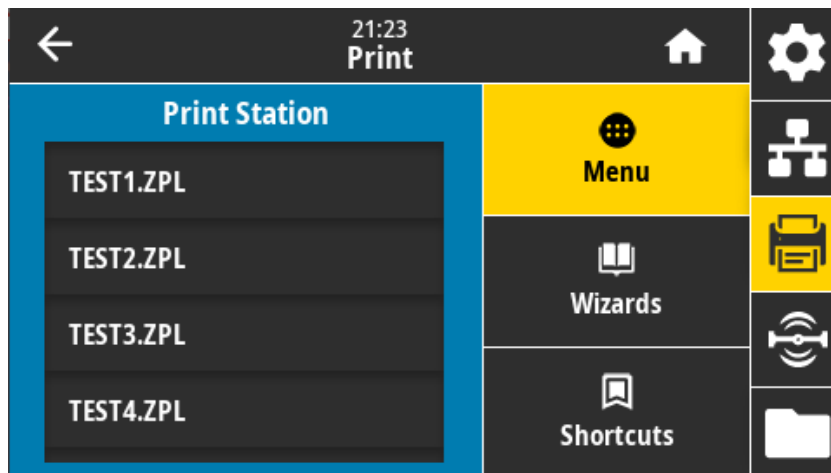 21:23
Print
Print Station
TEST1.ZPL
TEST2.ZPL
TEST3.ZPL
TEST4.ZPL
Menu
Wizards
Shortcuts